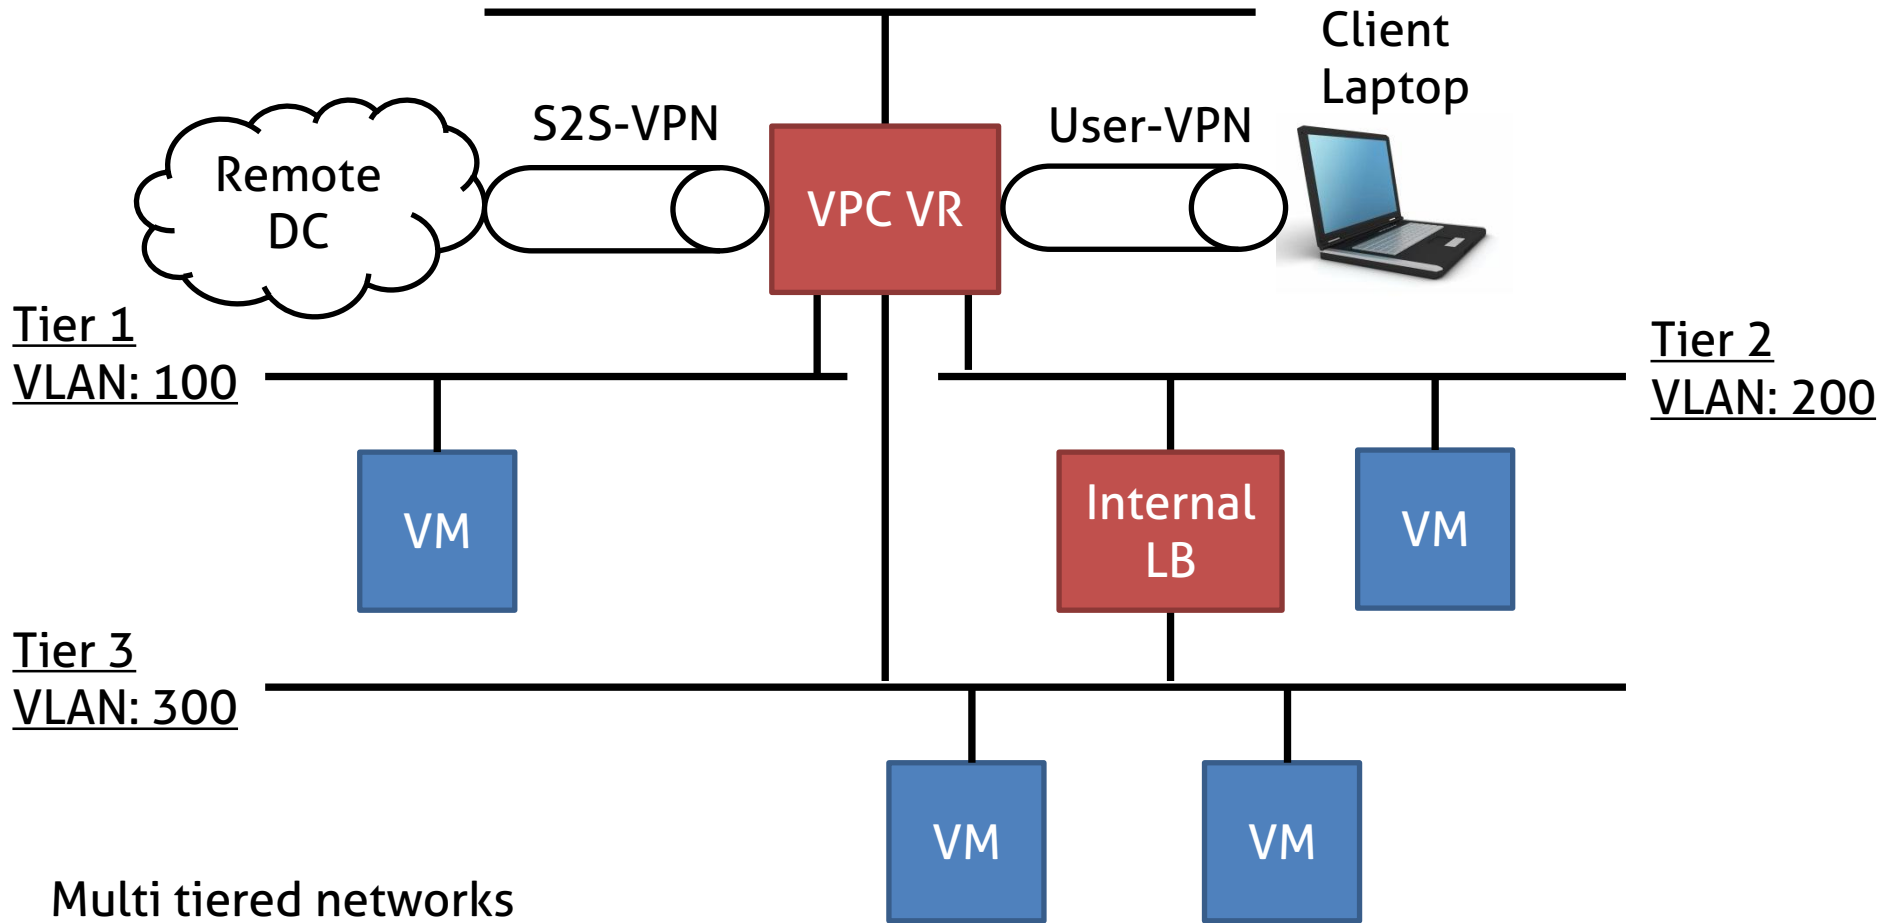 Client
Laptop
S2S-VPN
User-VPN
Remote
DC
VPC VR
Tier 1
VLAN: 100
Tier 2
VLAN: 200
VM
Internal
LB
VM
Tier 3
VLAN: 300
VM
VM
Multi tiered networks